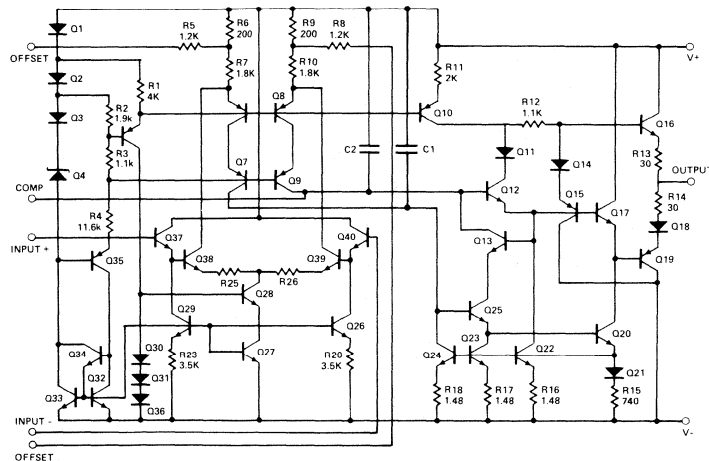 Q1
R5
1.2K
R6
200
R9
200
R8
1.2K
OFFSET
V+
Q2
R1
4K
R7
1.8K
R10
1.8K
R11
2K
Q3
R2
1.9k
Q8
Q10
R12
1.1K
Q16
R3
1.1k
Q11
Q14
R13
30
C2
C1
Q4
Q7
Q9
OUTPUT
COMP
Q12
Q15
R14
30
R4
11.6k
Q17
Q18
INPUT +
Q37
Q40
Q13
Q35
Q38
Q39
Q19
R25
R26
Q28
Q29
Q25
Q26
Q20
Q34
Q30
R23
3.5K
Q27
R20
3.5K
Q24
Q23
Q22
Q21
Q33
Q32
Q31
R18
1.48
R17
1.48
R16
1.48
R15
740
Q36
INPUT -
V-
OFFSET